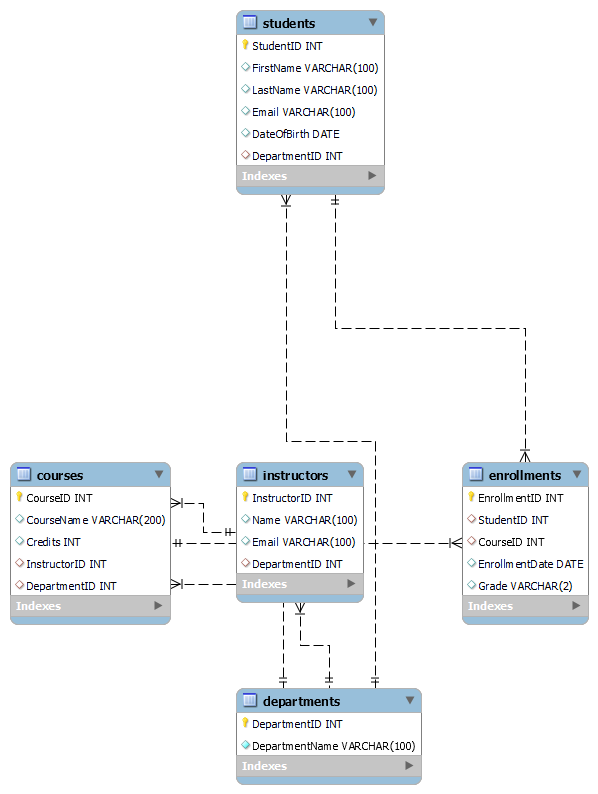 students
StudentID INT
FirstName VARCHAR(100)
LastName VARCHAR(100)
Email VARCHAR(100)
DateOfBirth DATE
DepartmentID INT
Indexes
courses
CourseID INT
CourseName VARCHAR(200)
Credits INT
InstructorID INT
DepartmentID INT
Indexes
instructors
InstructorID INT
Name VARCHAR(100)
Email VARCHAR(100)
DepartmentID INT
Indexes
enrollments
EnrollmentID INT
StudentID INT
CourseID INT
EnrollmentDate DATE
Grade VARCHAR(2)
Indexes
departments
DepartmentID INT
DepartmentName VARCHAR(100)
Indexes